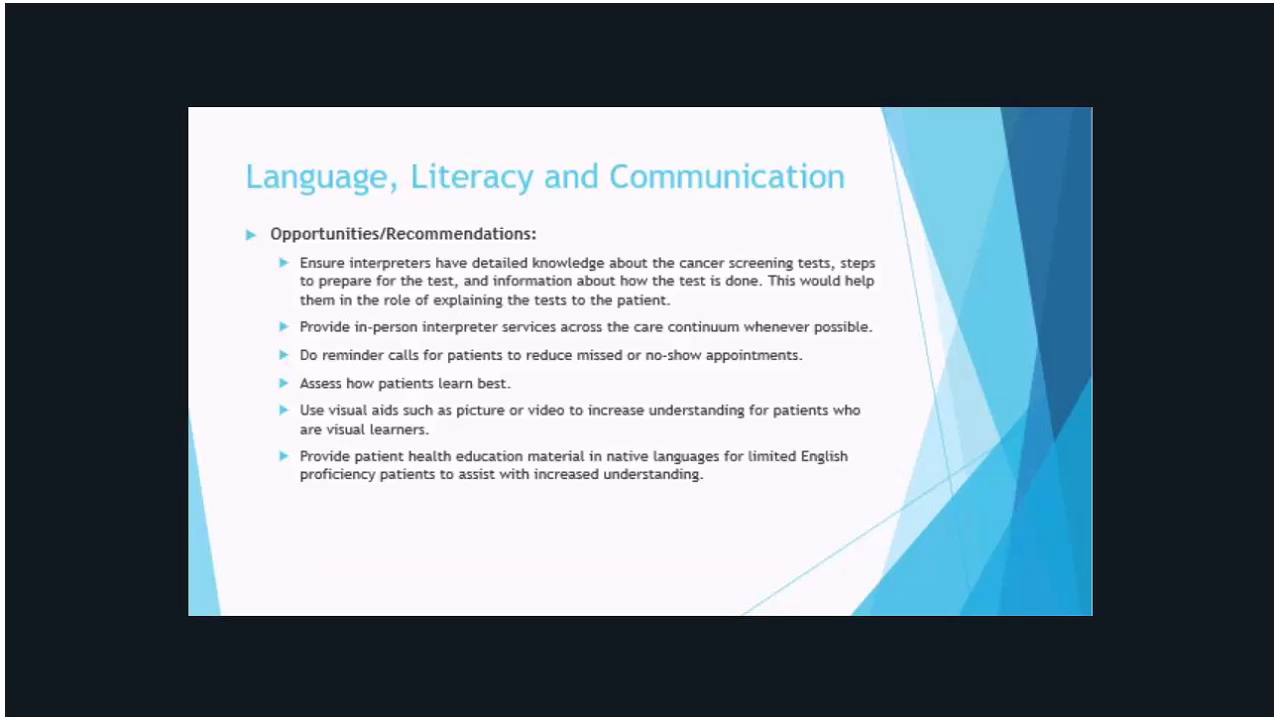 Language, Literacy and Communication
Opportunities/Recommendations:
Ensure interpreters have detailed knowledge about the cancer screening tests, steps
to prepare for the test, and information about how the test is done. This would help
them in the role of explaining the tests to the patient.
Provide in-person interpreter services across the care continuum whenever possible.
Do reminder calls for patients to reduce missed or no-show appointments.
Assess how patients learn best.
Use visual aids such as picture or video to increase understanding for patients who
are visual learners.
Provide patient health education material in native languages for limited English
proficiency patients to assist with increased understanding.